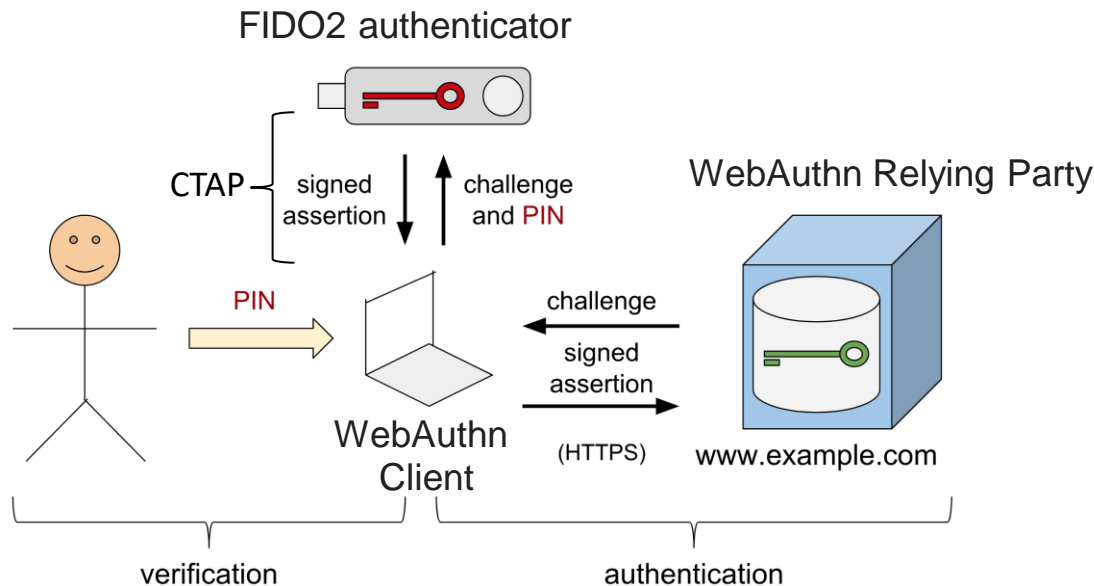 FIDO2 authenticator
CTAP
signed
assertion
challenge
and PIN
WebAuthn Relying Party
PIN
challenge
signed
assertion
(HTTPS)
WebAuthn
Client
www.example.com
verification
authentication